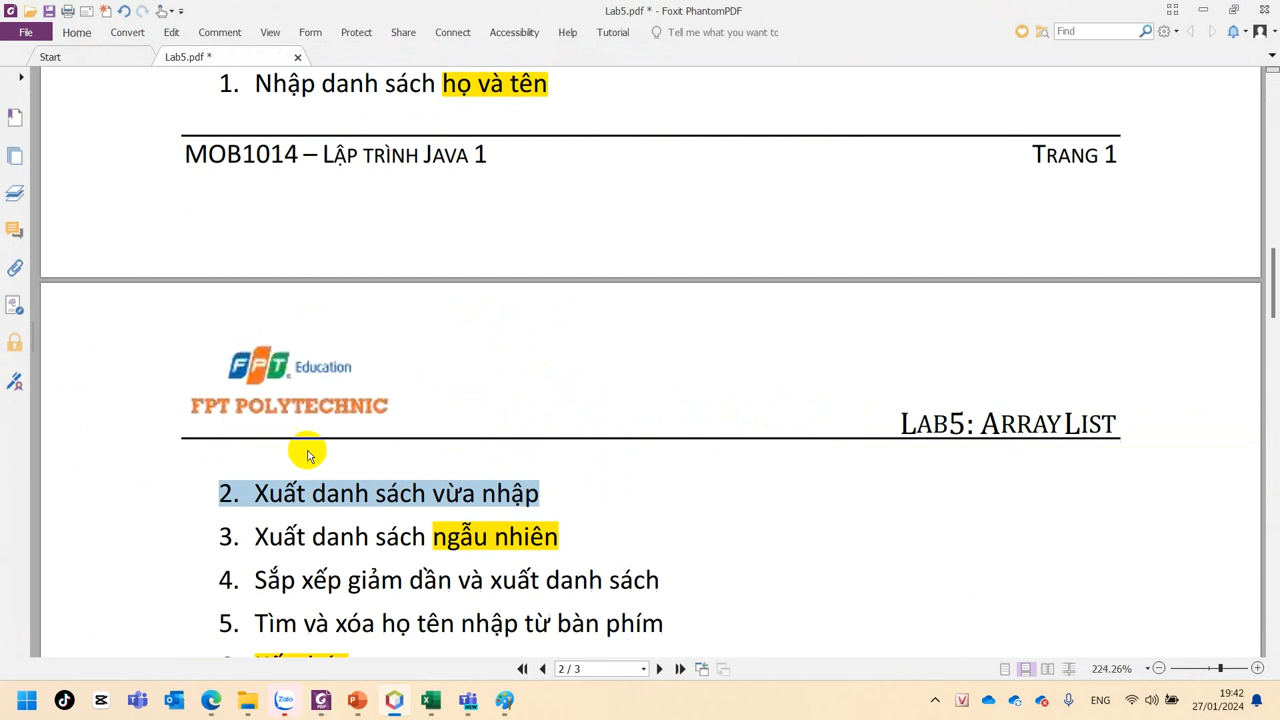 Lab5.pdf * - Foxit PhantomPDF
File Home Convert Edit Comment View Form Protect Share Connect Accessibility Help Tutorial Tell me what you want to Find
Start Lab5.pdf *
1. Nhập danh sách họ và tên
MOB1014 – LẬP TRÌNH JAVA 1 TRANG 1
FPT Education
FPT POLYTECHNIC
LAB5: ARRAYLIST
2. Xuất danh sách vừa nhập
3. Xuất danh sách ngẫu nhiên
4. Sắp xếp giảm dần và xuất danh sách
5. Tìm và xóa họ tên nhập từ bàn phím
2 / 3 224.26%
Zalo ENG 19:42
27/01/2024